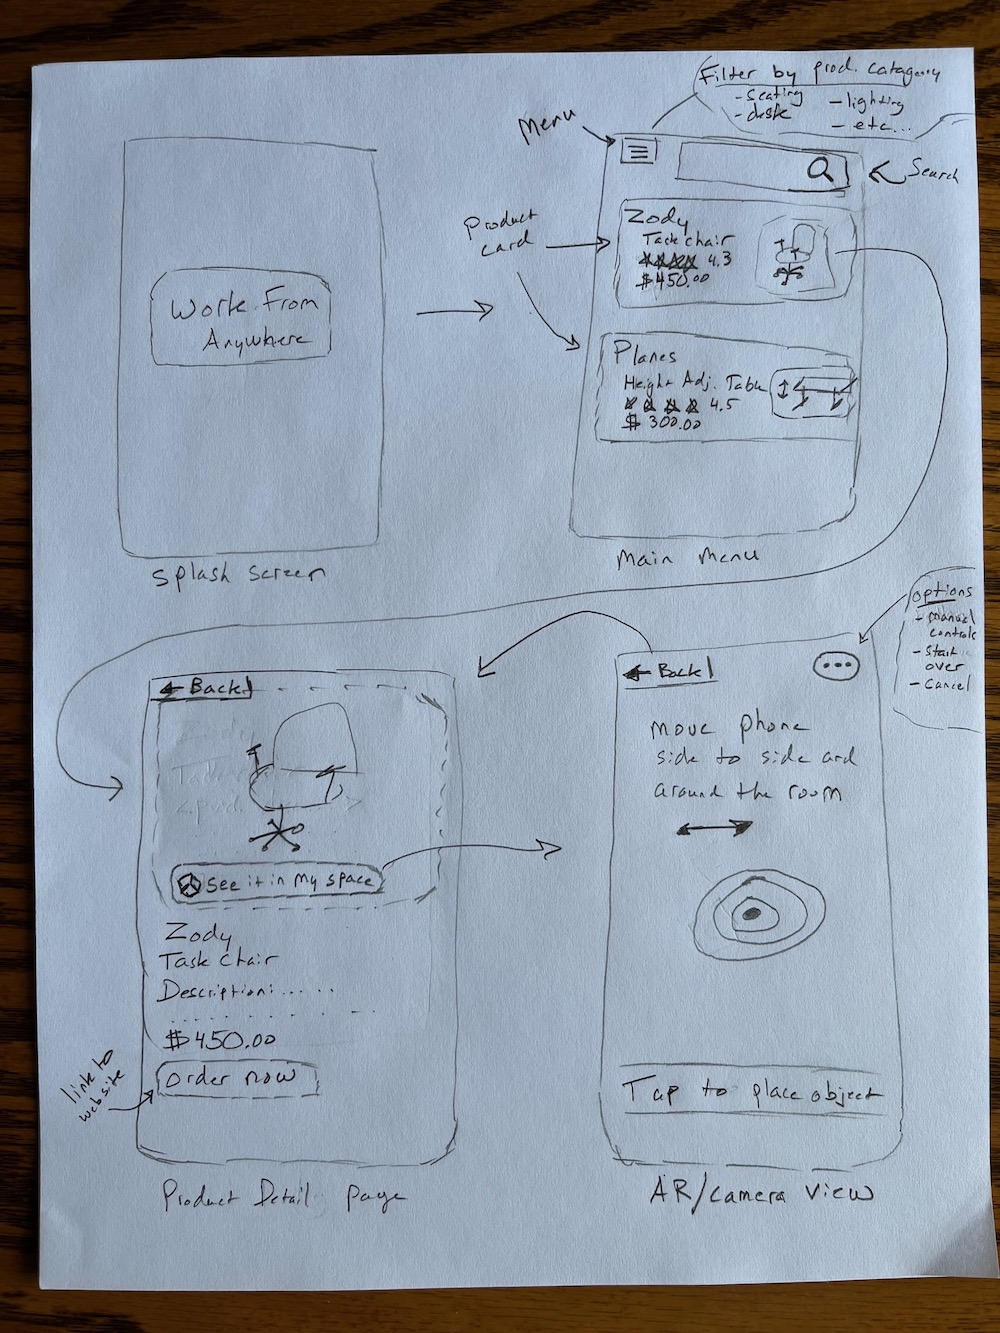 Filter by prod. catagory
- seating
- desk
- lighting
- etc...
Menu
Search
Product
card
Work From
Anywhere
Zody
Task chair
4.3
$450.00
Planes
Height Adj. Table
4.5
$300.00
Splash Screen
Main Menu
options
- Manual
controls
- Start
over
- Cancel
← Back
See it in my space
Zody
Task Chair
Description: ......
$450.00
Order now
link to
website
Product Detail page
← Back
...
Move phone
side to side and
around the room
Tap to place object
AR/Camera View